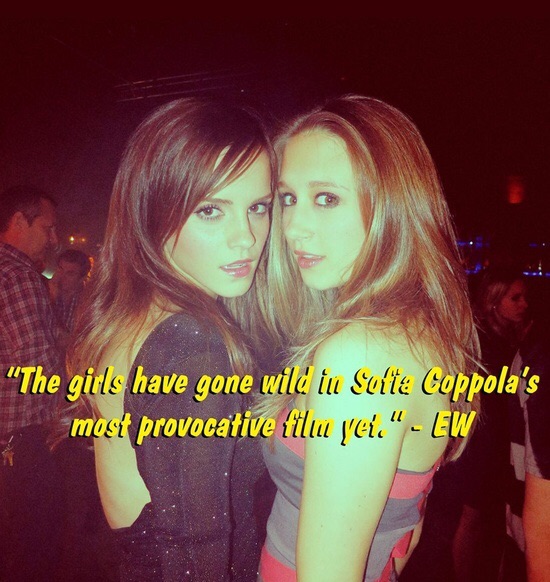 “The girls have gone wild in Sofia Coppola's
most provocative film yet.“ - EW